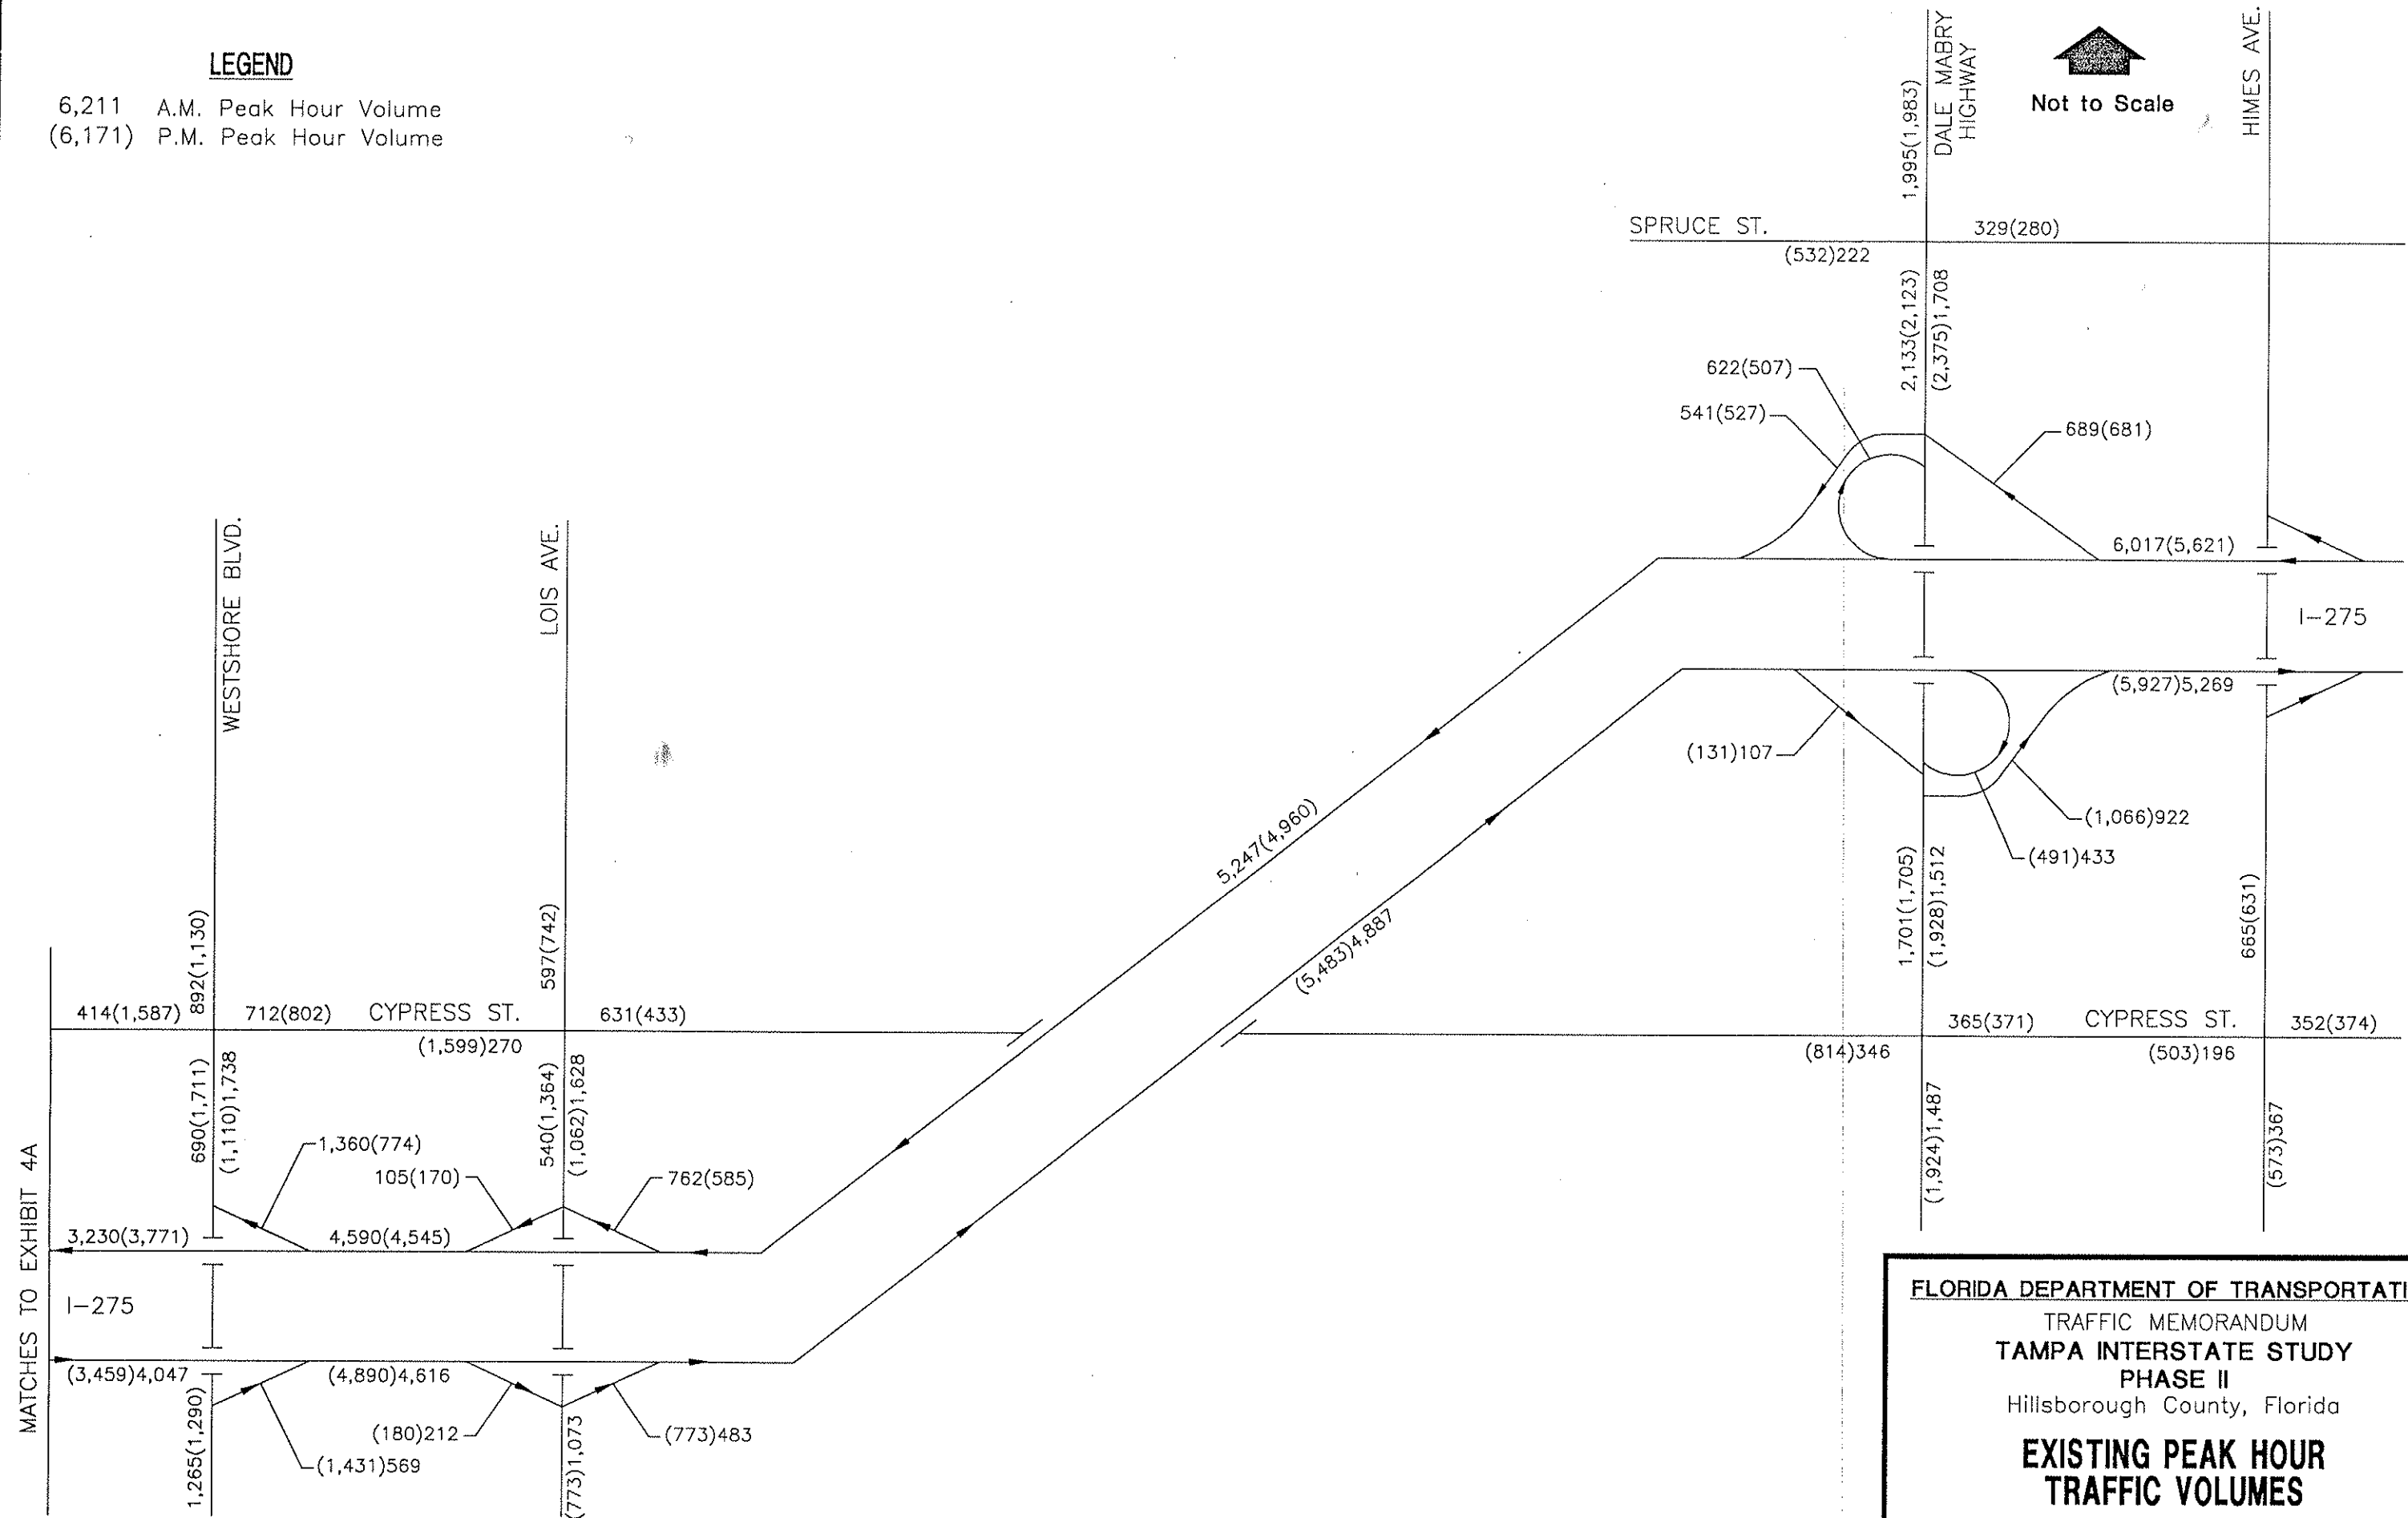 LEGEND
6,211 A.M. Peak Hour Volume
(6,171) P.M. Peak Hour Volume
DALE MABRY
HIGHWAY
1,995(1,983)
Not to Scale
HIMES AVE.
SPRUCE ST.
329(280)
(532)222
2,133(2,123)
(2,375)1,708
622(507)
541(527)
689(681)
6,017(5,621)
I-275
(5,927)5,269
(131)107
(1,066)922
(491)433
1,701(1,705)
(1,928)1,512
665(631)
WESTSHORE BLVD.
LOIS AVE.
5,247(4,960)
(5,483)4,887
892(1,130)
597(742)
414(1,587)
712(802)
CYPRESS ST.
631(433)
(1,599)270
365(371)
CYPRESS ST.
352(374)
(814)346
(503)196
690(1,711)
(1,110)1,738
540(1,364)
(1,062)1,628
(1,924)1,487
(573)367
1,360(774)
105(170)
762(585)
MATCHES TO EXHIBIT 4A
3,230(3,771)
4,590(4,545)
I-275
(3,459)4,047
(4,890)4,616
(180)212
(773)483
(1,431)569
1,265(1,290)
(773)1,073
FLORIDA DEPARTMENT OF TRANSPORTATI
TRAFFIC MEMORANDUM
TAMPA INTERSTATE STUDY
PHASE II
Hillsborough County, Florida
EXISTING PEAK HOUR
TRAFFIC VOLUMES